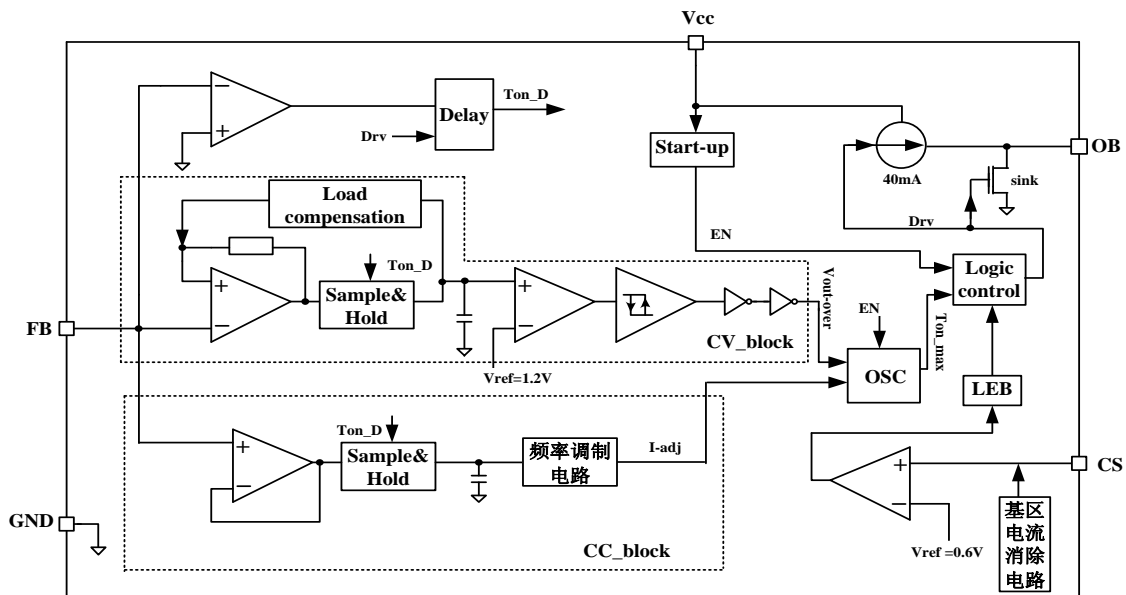 Vcc
Ton_D
Delay
Drv
Start-up
40mA
OB
sink
Load
compensation
Drv
EN
Ton_D
Sample&
Hold
Logic
control
FB
Vout-over
EN
Ton_max
CV_block
Vref=1.2V
OSC
LEB
Ton_D
Sample&
Hold
频率调制
电路
I-adj
CS
GND
基区
电流
消除
电路
Vref =0.6V
CC_block